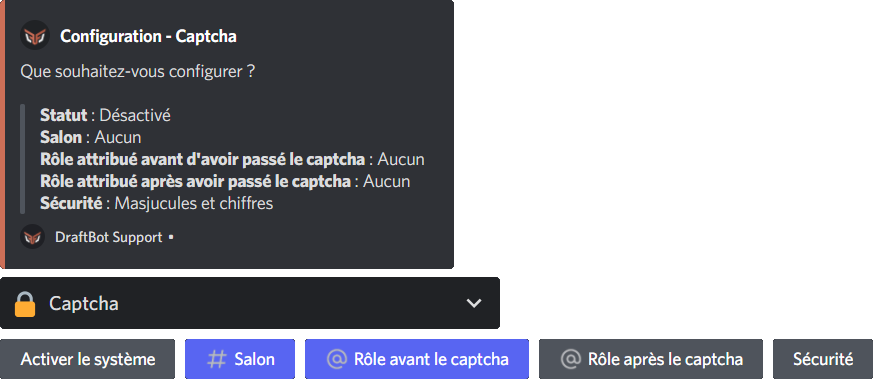 Configuration - Captcha
Que souhaitez-vous configurer ?
Statut : Désactivé
Salon : Aucun
Rôle attribué avant d'avoir passé le captcha : Aucun
Rôle attribué après avoir passé le captcha : Aucun
Sécurité : Masjucules et chiffres
DraftBot Support •
Captcha
Activer le système # Salon @ Rôle avant le captcha @ Rôle après le captcha Sécurité